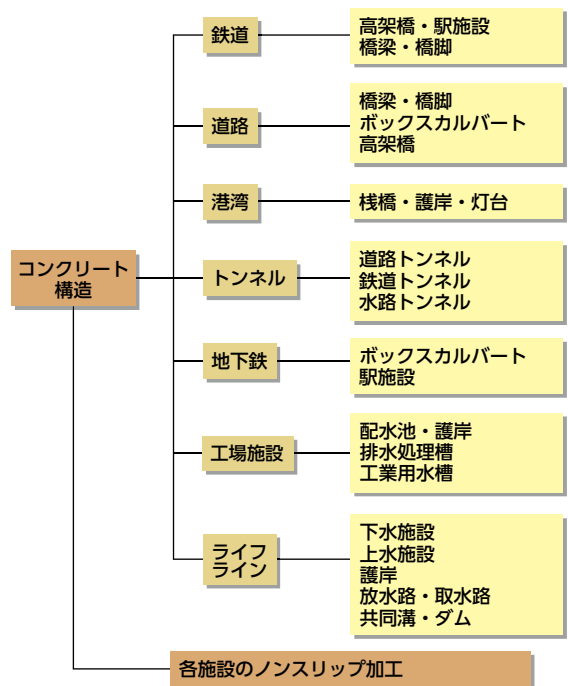 鉄道
高架橋・駅施設
橋梁・橋脚
道路
橋梁・橋脚
ボックスカルバート
高架橋
港湾
桟橋・護岸・灯台
コンクリート
構造
トンネル
道路トンネル
鉄道トンネル
水路トンネル
地下鉄
ボックスカルバート
駅施設
工場施設
配水池・護岸
排水処理槽
工業用水槽
ライフ
ライン
下水施設
上水施設
護岸
放水路・取水路
共同溝・ダム
各施設のノンスリップ加工